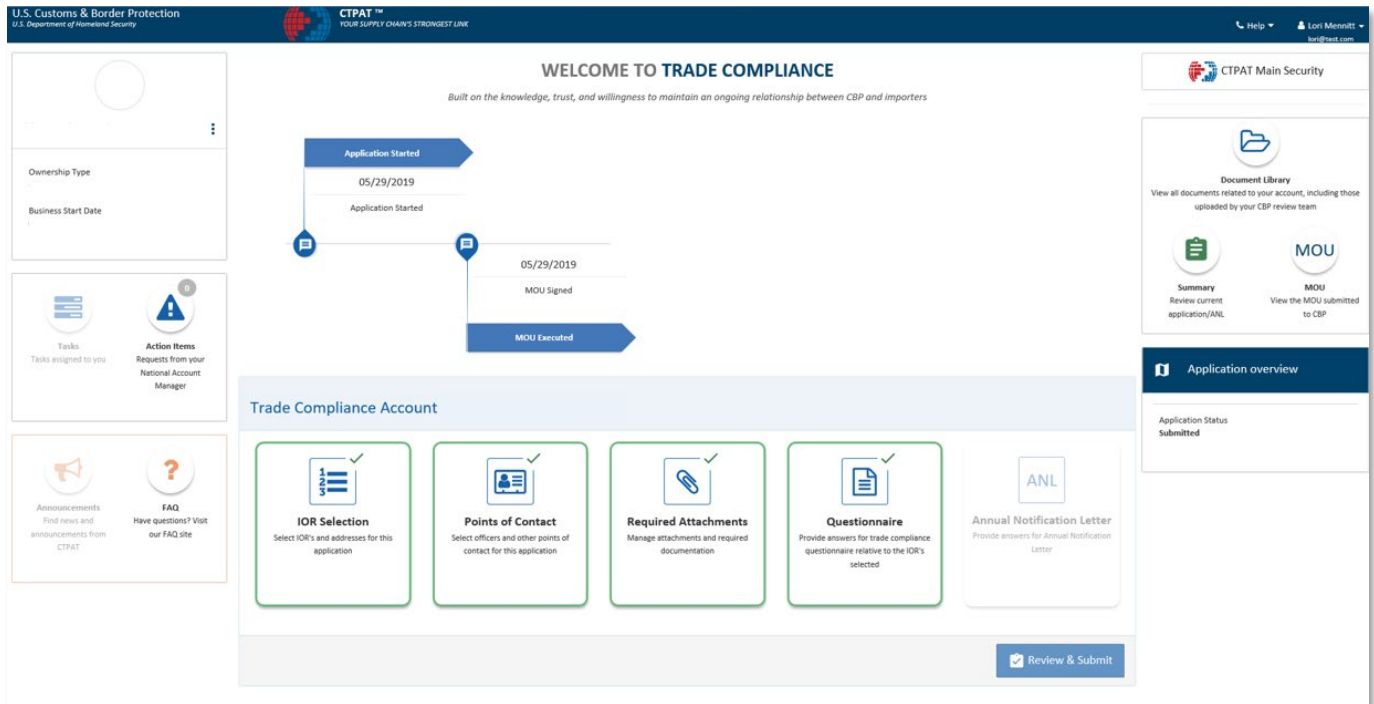 U.S. Customs & Border Protection
U.S. Department of Homeland Security
CTPAT ™
YOUR SUPPLY CHAIN'S STRONGEST LINK
Help
Lori Mennitt
lori@test.com
Ownership Type
Business Start Date
Tasks
Tasks assigned to you
0
Action Items
Requests from your
National Account
Manager
Announcements
Find news and
announcements from
CTPAT
?
FAQ
Have questions? Visit
our FAQ site
WELCOME TO TRADE COMPLIANCE
Built on the knowledge, trust, and willingness to maintain an ongoing relationship between CBP and importers
Application Started
05/29/2019
Application Started
05/29/2019
MOU Signed
MOU Executed
Trade Compliance Account
1
2
3
IOR Selection
Select IOR's and addresses for this
application
Points of Contact
Select officers and other points of
contact for this application
Required Attachments
Manage attachments and required
documentation
Questionnaire
Provide answers for trade compliance
questionnaire relative to the IOR's
selected
ANL
Annual Notification Letter
Provide answers for Annual Notification
Letter
Review & Submit
CTPAT Main Security
Document Library
View all documents related to your account, including those
uploaded by your CBP review team
Summary
Review current
application/ANL
MOU
MOU
View the MOU submitted
to CBP
Application overview
Application Status
Submitted